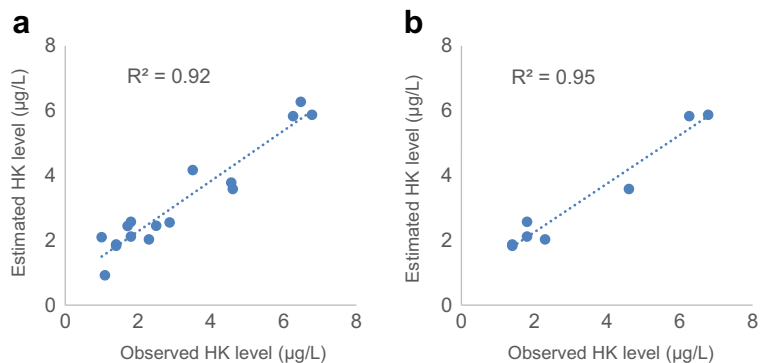 a
R² = 0.92
Estimated HK level (µg/L)
8
6
4
2
0
0 2 4 6 8
Observed HK level (µg/L)
b
R² = 0.95
Estimated HK level (µg/L)
8
6
4
2
0
0 2 4 6 8
Observed HK level (µg/L)